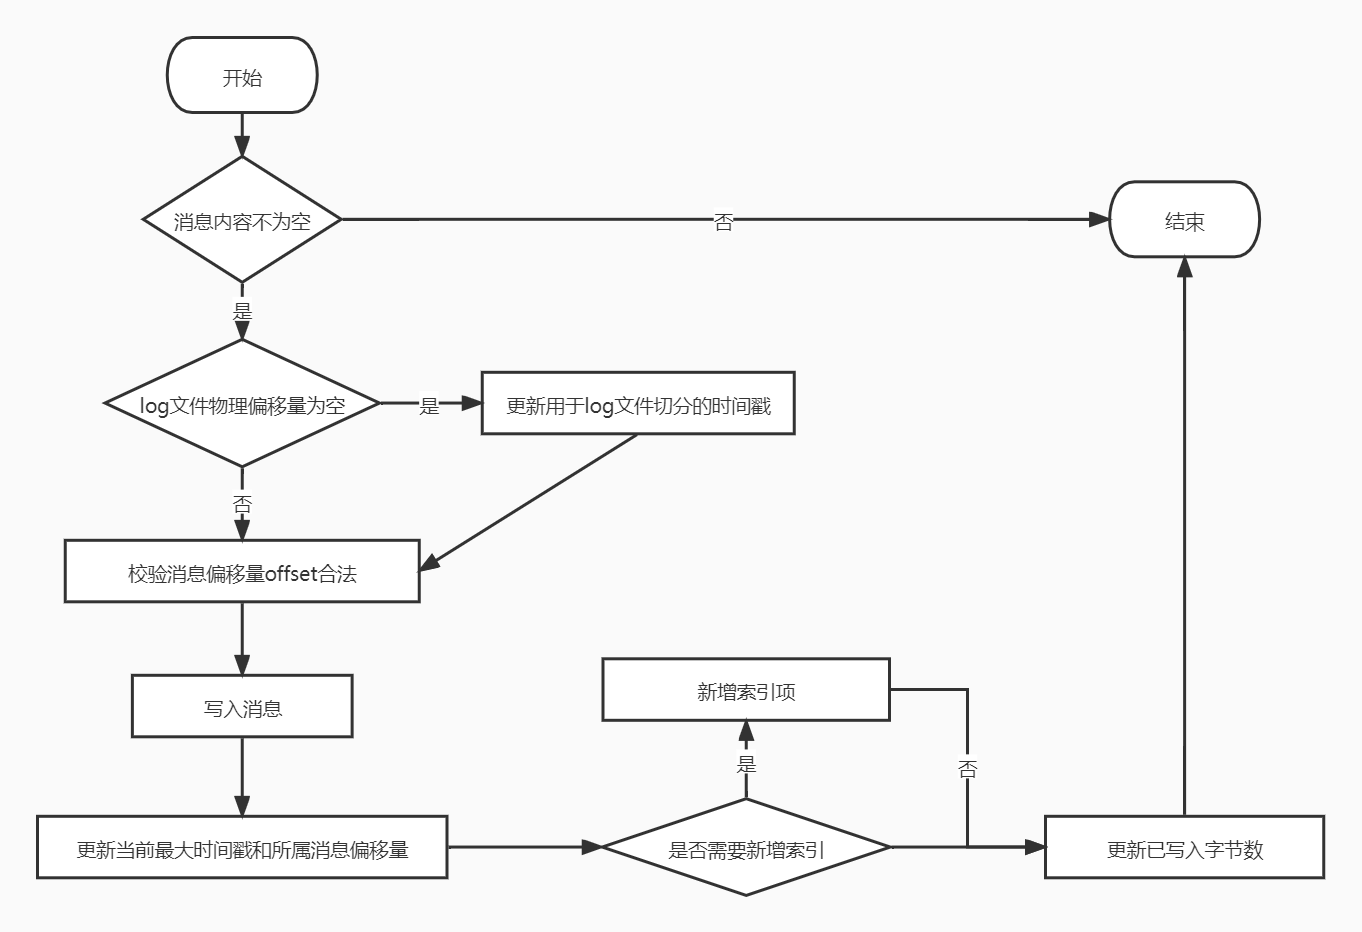 开始
消息内容不为空
否
结束
是
log文件物理偏移量为空
是
更新用于log文件切分的时间戳
否
校验消息偏移量offset合法
写入消息
新增索引项
是
否
更新当前最大时间戳和所属消息偏移量
是否需要新增索引
更新已写入字节数